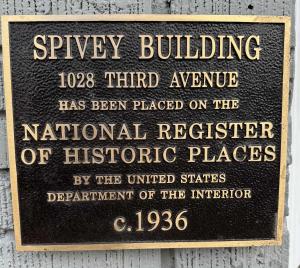 SPIVEY BUILDING
1028 THIRD AVENUE
HAS BEEN PLACED ON THE
NATIONAL REGISTER
OF HISTORIC PLACES
BY THE UNITED STATES
DEPARTMENT OF THE INTERIOR
c.1936